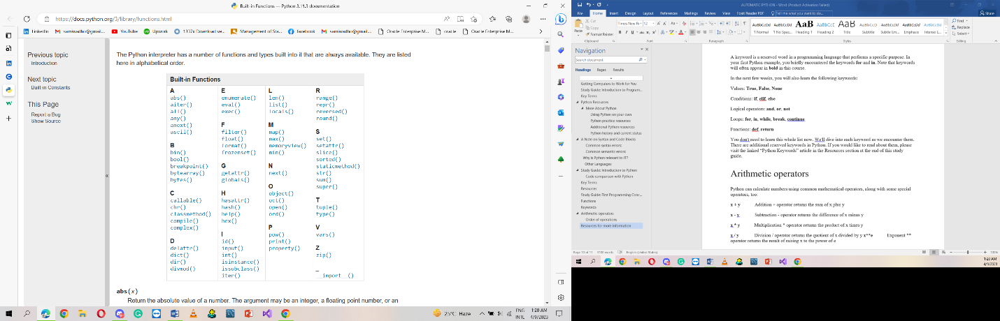 Built-in Functions — Python 3.11.3 documentation
https://docs.python.org/3/library/functions.html
LinkedIn
samiwadho@gmail....
YouTube
Upwork
1337x Download ve...
Management of Sta...
facebook
samiwadho@gmail....
Oracle Enterprise M...
oracle
Oracle Enterprise M...
Previous topic
Introduction
Next topic
Built-in Constants
This Page
Report a Bug
Show Source
The Python interpreter has a number of functions and types built into it that are always available. They are listed
here in alphabetical order.
Built-in Functions
A
abs()
aiter()
all()
any()
anext()
ascii()
B
bin()
bool()
breakpoint()
bytearray()
bytes()
C
callable()
chr()
classmethod()
compile()
complex()
D
delattr()
dict()
dir()
divmod()
E
enumerate()
eval()
exec()
F
filter()
float()
format()
frozenset()
G
getattr()
globals()
H
hasattr()
hash()
help()
hex()
I
id()
input()
int()
isinstance()
issubclass()
iter()
L
len()
list()
locals()
M
map()
max()
memoryview()
min()
N
next()
O
object()
oct()
open()
ord()
P
pow()
print()
property()
R
range()
repr()
reversed()
round()
S
set()
setattr()
slice()
sorted()
staticmethod()
str()
sum()
super()
T
tuple()
type()
V
vars()
Z
zip()
_
__import__()
abs(x)
Return the absolute value of a number. The argument may be an integer, a floating point number, or an
25°C Haze
ENG
INTL
1:20 AM
4/9/2023
AUTOMATIC PYTHON - Word (Product Activation Failed)
File Home Insert Design Layout References Mailings Review View Foxit Reader PDF Tell me what you want to do...
Share
Paste
Cut
Copy
Format Painter
Clipboard
Times New Ro
12
Font
Paragraph
1 Normal
1 No Spac...
Heading 1
Heading 2
Title
Subtitle
Subtle Em...
Emphasis
Intense E...
Styles
Find
Replace
Select
Editing
Navigation
Search document
Headings Pages Results
Getting Computers to Work for You
Study Guide: Introduction to Program...
Key Terms
Python Resources
More About Python
Using Python on your own
Python practice resources
Additional Python resources
Python history and current status
A Note on Syntax and Code Blocks
Common syntax errors
Common semantic errors
Why is Python relevant to IT?
Other Languages
Study Guide: Introduction to Python
Code comparison with Python
Key Terms
Resources
Study Guide: First Programming Conc...
Functions
Keywords
Arithmetic operators
Order of operations
Resources for more information
A keyword is a reserved word in a programming language that performs a specific purpose. In
your first Python example, you briefly encountered the keywords for and in. Note that keywords
will often appear in bold in this course.
In the next few weeks, you will also learn the following keywords:
Values: True, False, None
Conditions: if, elif, else
Logical operators: and, or, not
Loops: for, in, while, break, continue
Functions: def, return
You don't need to learn this whole list now. We'll dive into each keyword as we encounter them.
There are additional reserved keywords in Python. If you would like to read about them, please
visit the linked "Python Keywords" article in the Resources section at the end of this study
guide.
Arithmetic operators
Python can calculate numbers using common mathematical operators, along with some special
operators, too:
x + y Addition + operator returns the sum of x plus y
x - y Subtraction - operator returns the difference of x minus y
x * y Multiplication * operator returns the product of x times y
x / y Division / operator returns the quotient of x divided by y x**e Exponent **
operator returns the result of raising x to the power of e
Page 10 of 11
English (United States)
1:20 AM
4/9/2023